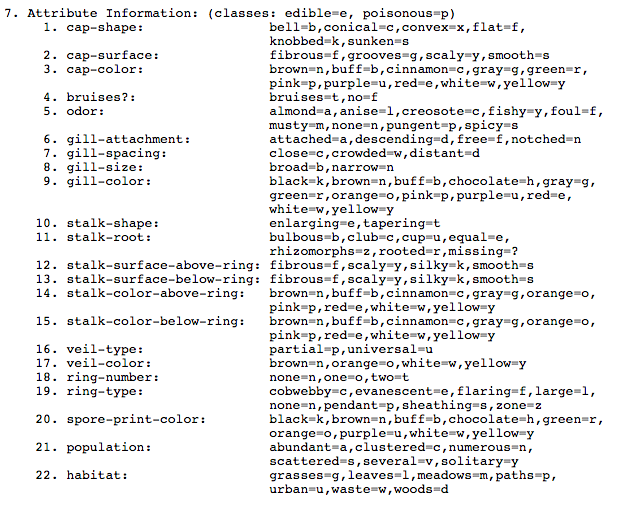 7. Attribute Information: (classes: edible=e, poisonous=p)
1. cap-shape: bell=b,conical=c,convex=x,flat=f,
knobbed=k,sunken=s
2. cap-surface: fibrous=f,grooves=g,scaly=y,smooth=s
3. cap-color: brown=n,buff=b,cinnamon=c,gray=g,green=r,
pink=p,purple=u,red=e,white=w,yellow=y
4. bruises?: bruises=t,no=f
5. odor: almond=a,anise=l,creosote=c,fishy=y,foul=f,
musty=m,none=n,pungent=p,spicy=s
6. gill-attachment: attached=a,descending=d,free=f,notched=n
7. gill-spacing: close=c,crowded=w,distant=d
8. gill-size: broad=b,narrow=n
9. gill-color: black=k,brown=n,buff=b,chocolate=h,gray=g,
green=r,orange=o,pink=p,purple=u,red=e,
white=w,yellow=y
10. stalk-shape: enlarging=e,tapering=t
11. stalk-root: bulbous=b,club=c,cup=u,equal=e,
rhizomorphs=z,rooted=r,missing=?
12. stalk-surface-above-ring: fibrous=f,scaly=y,silky=k,smooth=s
13. stalk-surface-below-ring: fibrous=f,scaly=y,silky=k,smooth=s
14. stalk-color-above-ring: brown=n,buff=b,cinnamon=c,gray=g,orange=o,
pink=p,red=e,white=w,yellow=y
15. stalk-color-below-ring: brown=n,buff=b,cinnamon=c,gray=g,orange=o,
pink=p,red=e,white=w,yellow=y
16. veil-type: partial=p,universal=u
17. veil-color: brown=n,orange=o,white=w,yellow=y
18. ring-number: none=n,one=o,two=t
19. ring-type: cobwebby=c,evanescent=e,flaring=f,large=l,
none=n,pendant=p,sheathing=s,zone=z
20. spore-print-color: black=k,brown=n,buff=b,chocolate=h,green=r,
orange=o,purple=u,white=w,yellow=y
21. population: abundant=a,clustered=c,numerous=n,
scattered=s,several=v,solitary=y
22. habitat: grasses=g,leaves=l,meadows=m,paths=p,
urban=u,waste=w,woods=d